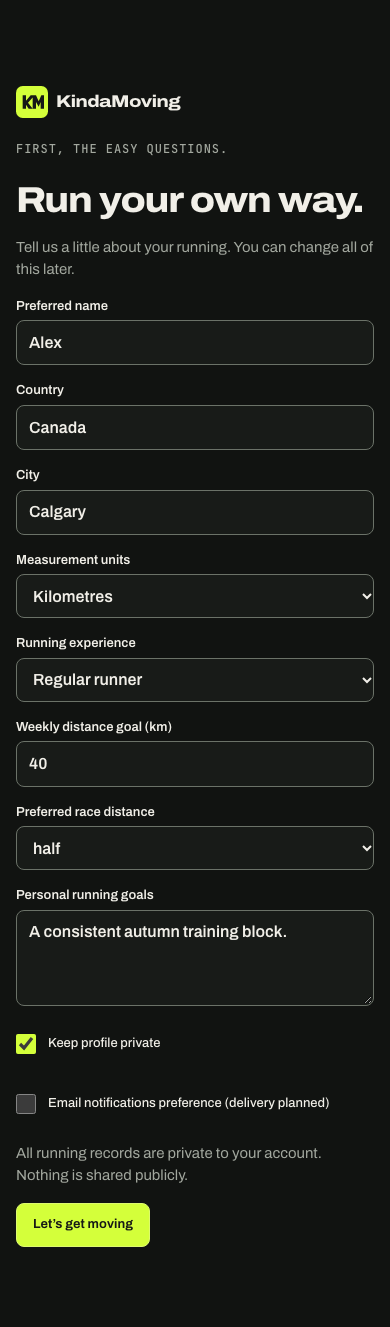 KM KindaMoving
FIRST, THE EASY QUESTIONS.
Run your own way.
Tell us a little about your running. You can change all of
this later.
Preferred name
Alex
Country
Canada
City
Calgary
Measurement units
Kilometres
Running experience
Regular runner
Weekly distance goal (km)
40
Preferred race distance
half
Personal running goals
A consistent autumn training block.
Keep profile private
Email notifications preference (delivery planned)
All running records are private to your account.
Nothing is shared publicly.
Let's get moving